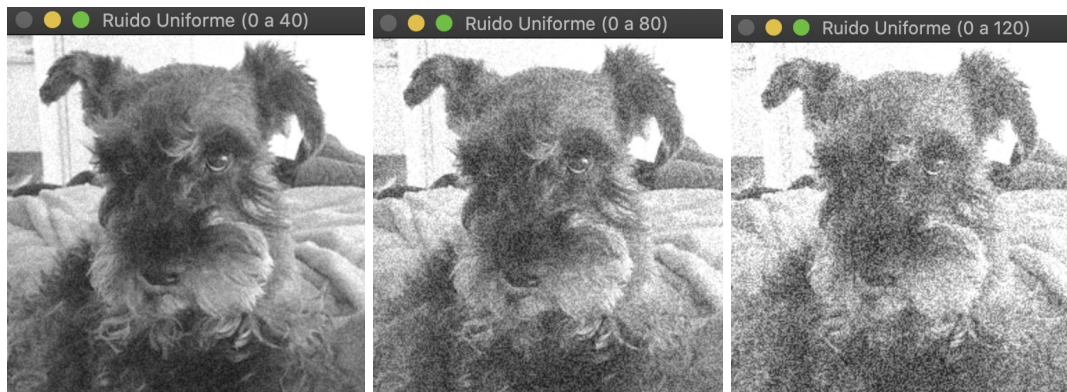 Ruido Uniforme (0 a 40)
Ruido Uniforme (0 a 80)
Ruido Uniforme (0 a 120)